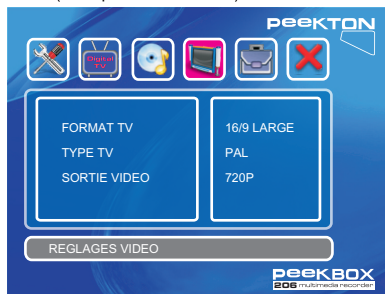 PEEKTON
Digital
TV
FORMAT TV 16/9 LARGE
TYPE TV PAL
SORTIE VIDEO 720P
REGLAGES VIDEO
PEEKBOX
206 multimedia recorder